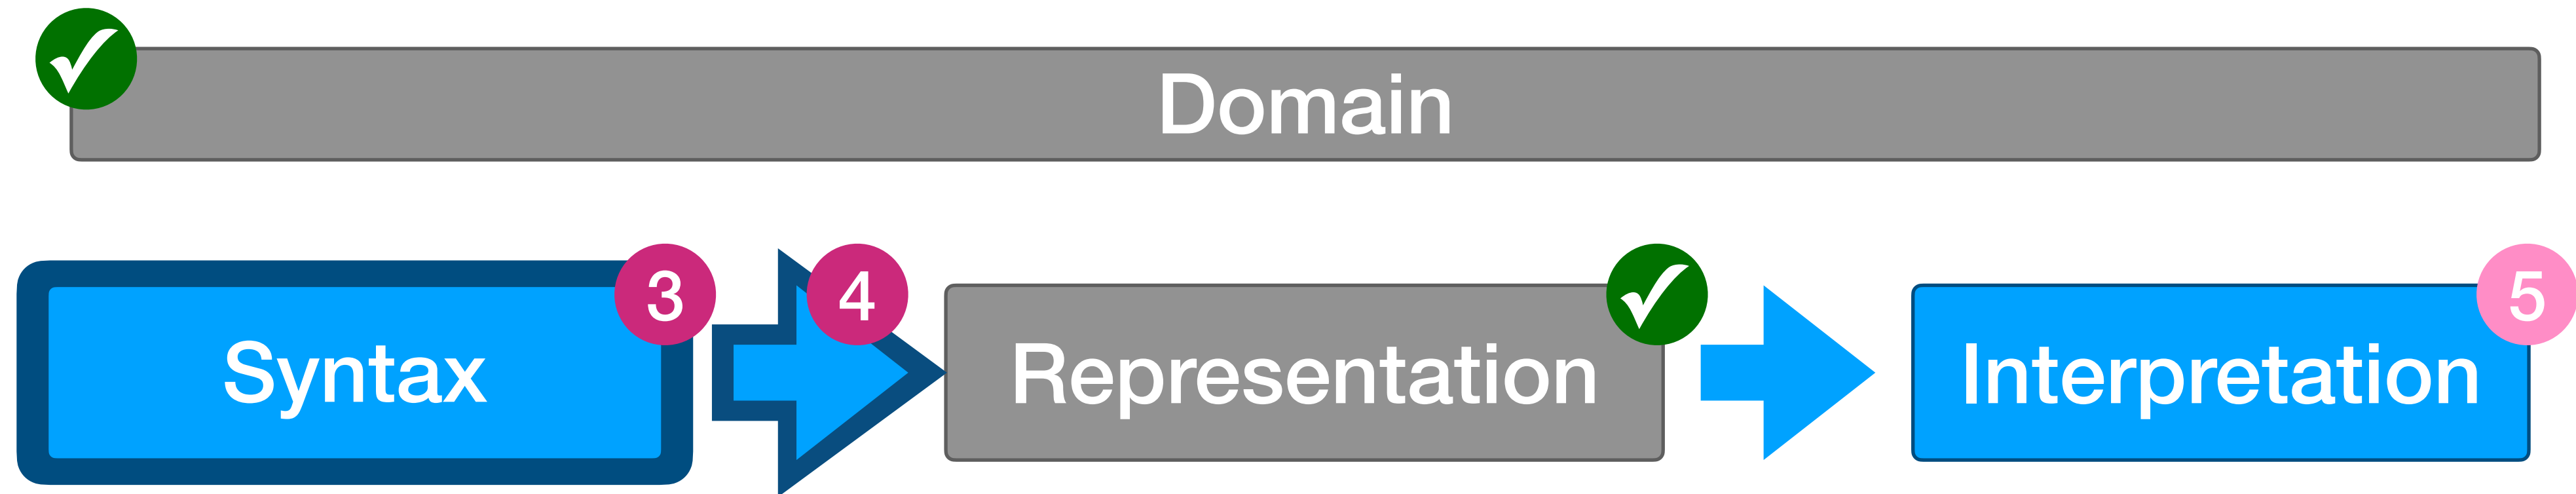 Domain
3
4
5
Syntax
Representation
Interpretation